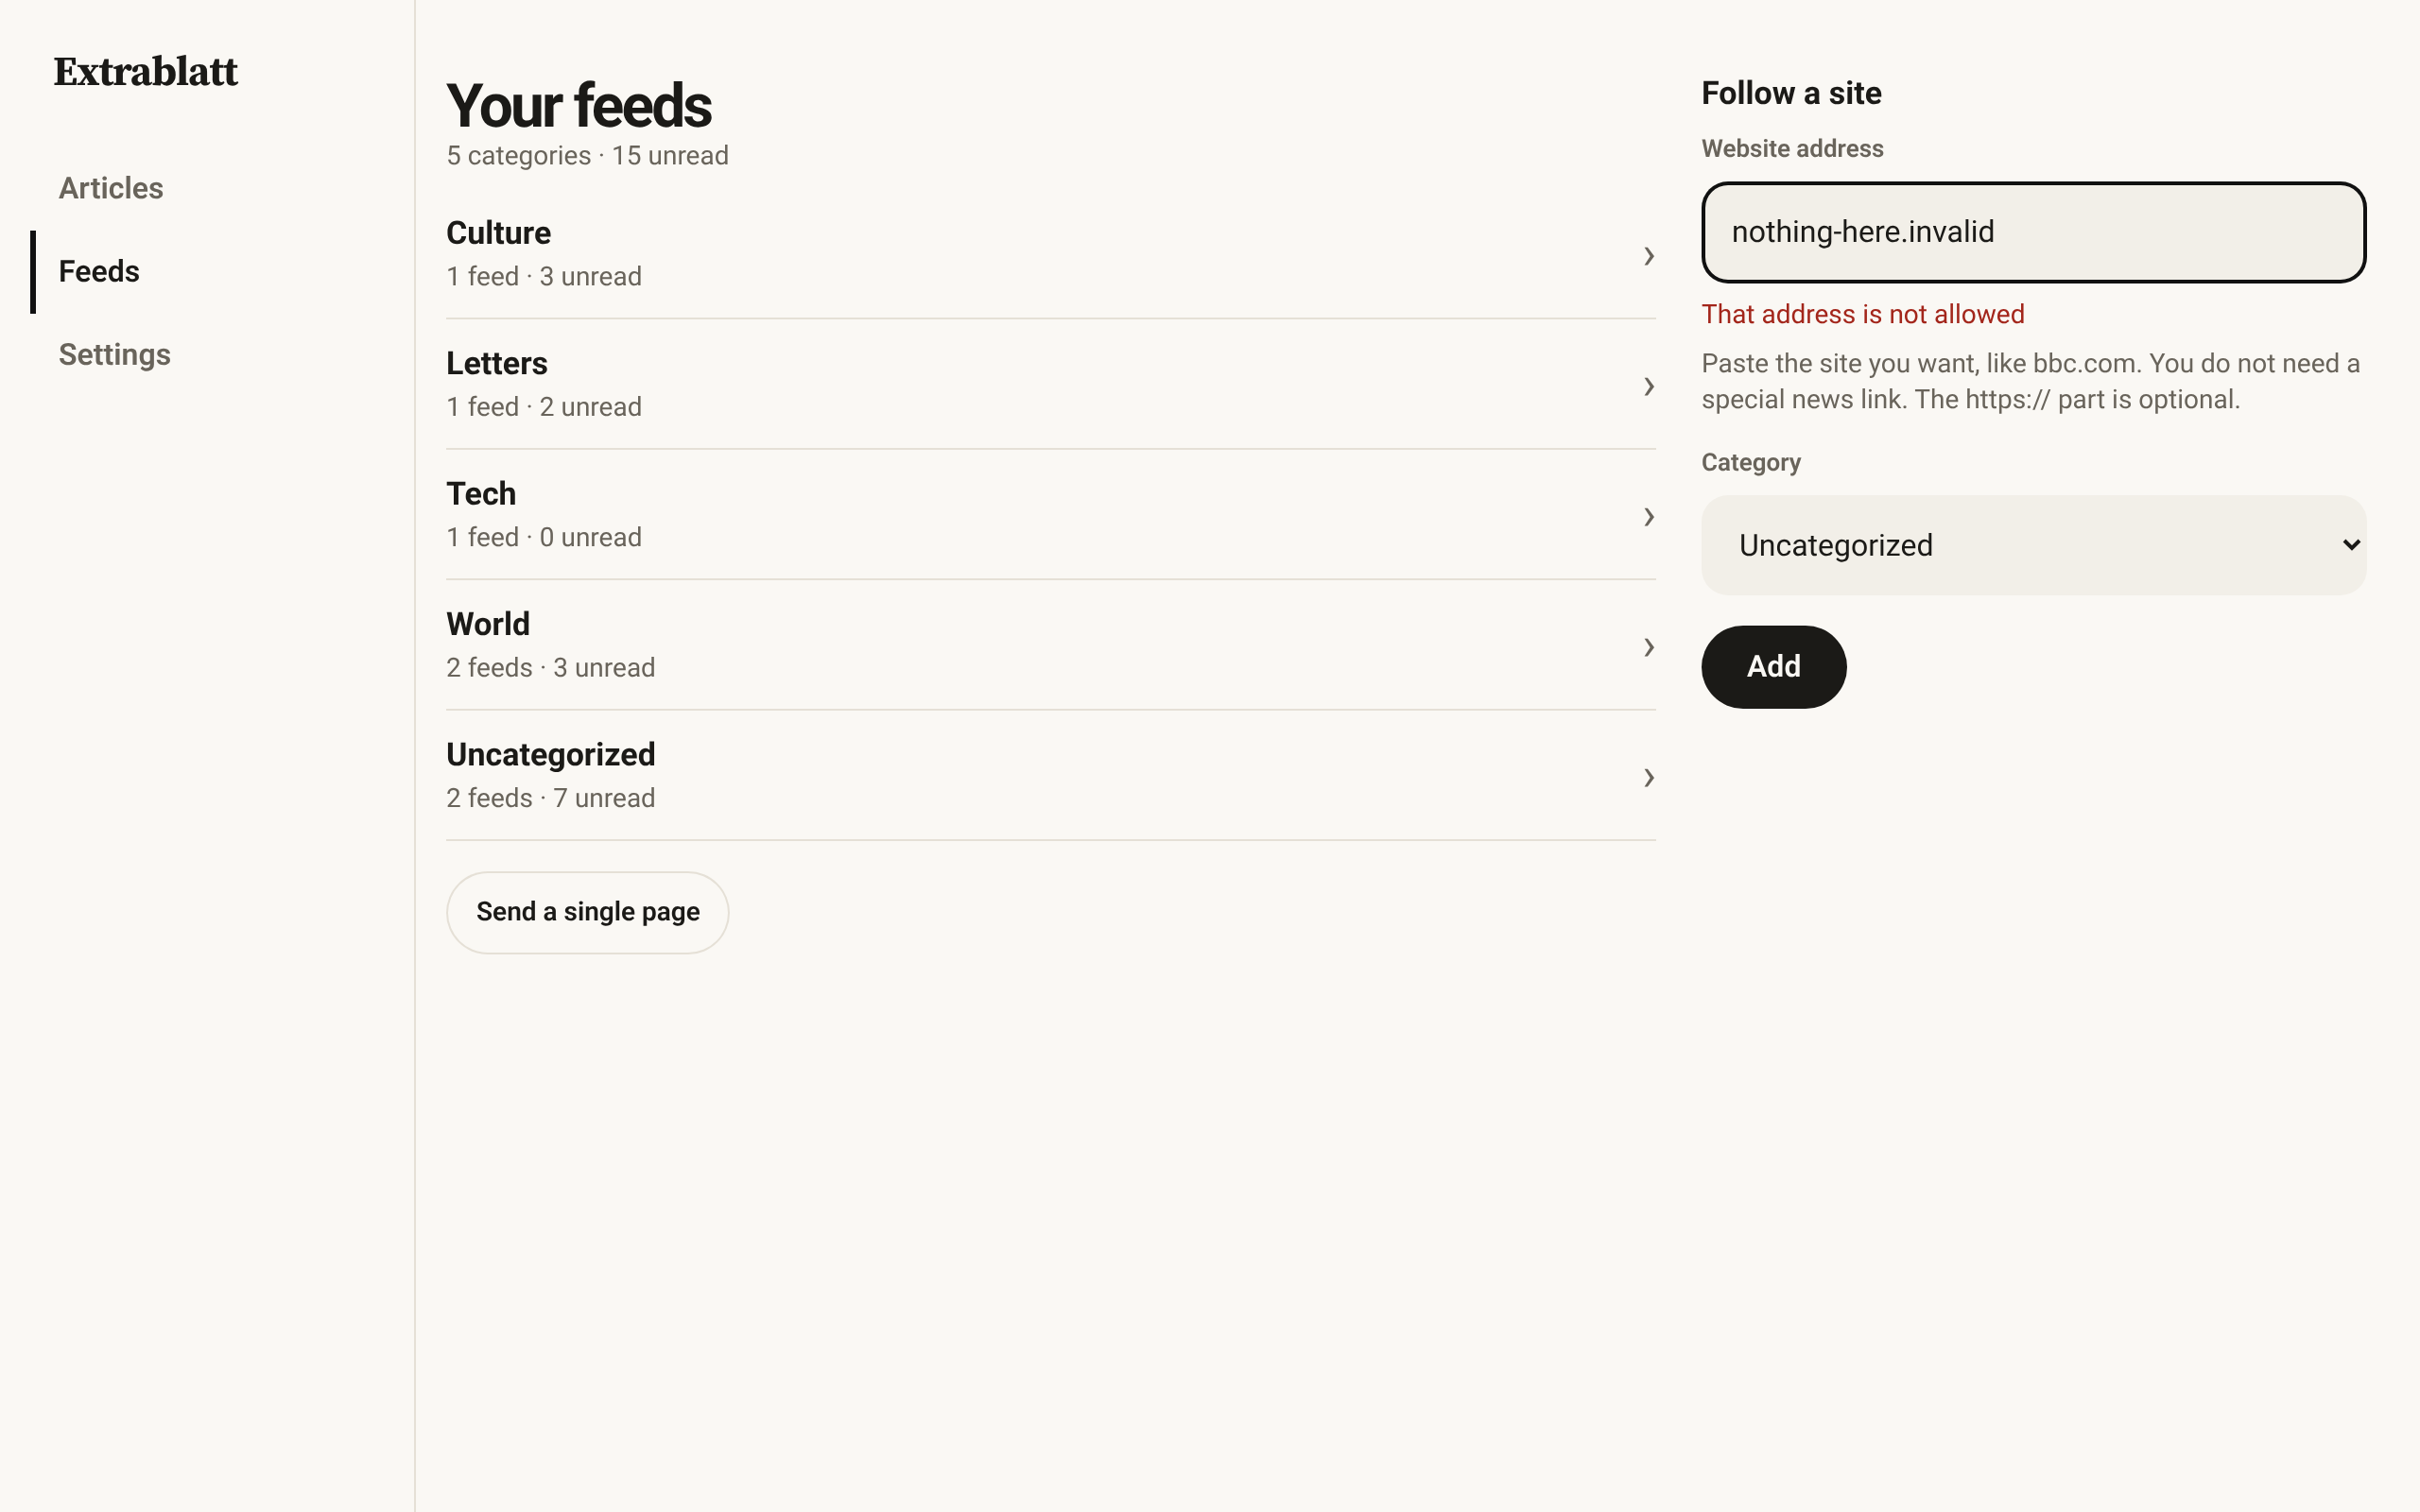 Extrablatt
Articles
Feeds
Settings
Your feeds
5 categories · 15 unread
Culture
1 feed · 3 unread
Letters
1 feed · 2 unread
Tech
1 feed · 0 unread
World
2 feeds · 3 unread
Uncategorized
2 feeds · 7 unread
Send a single page
Follow a site
Website address
nothing-here.invalid
That address is not allowed
Paste the site you want, like bbc.com. You do not need a
special news link. The https:// part is optional.
Category
Uncategorized
Add